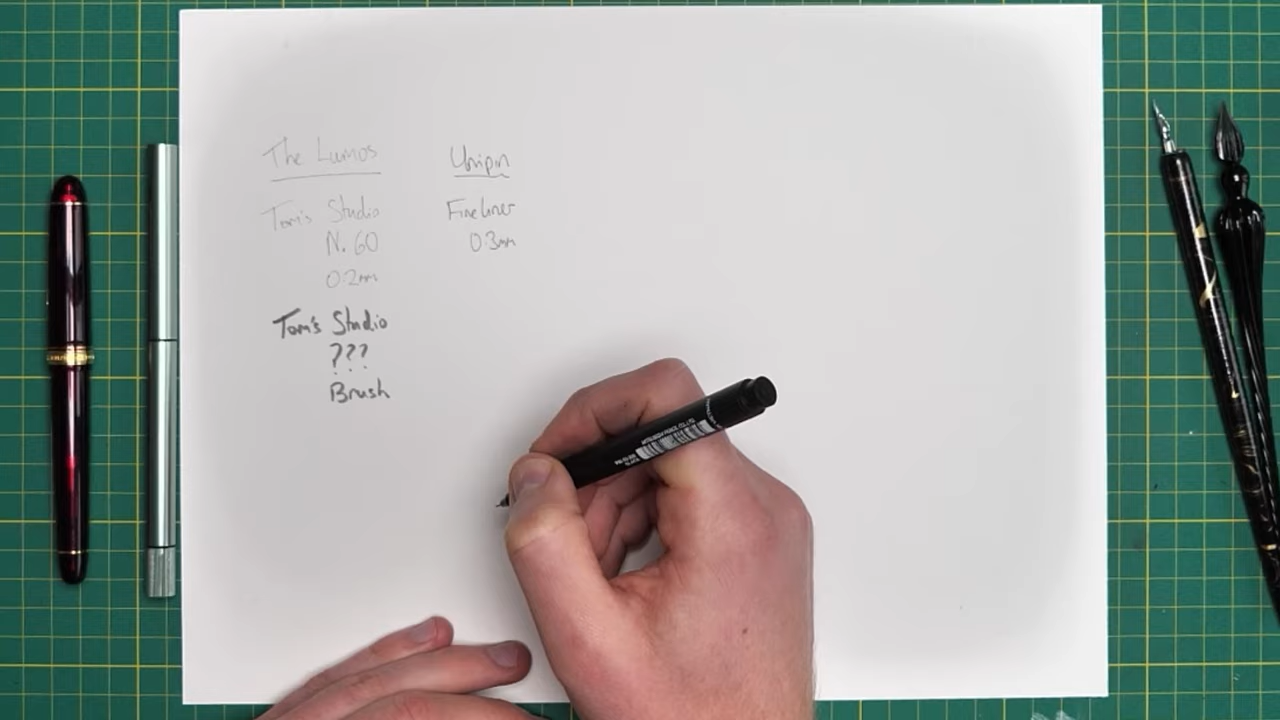 The Lumos
Tom's Studio
N. 60
0.2mm
Tom's Studio
???
Brush
Unipin
Fineliner
0.3mm